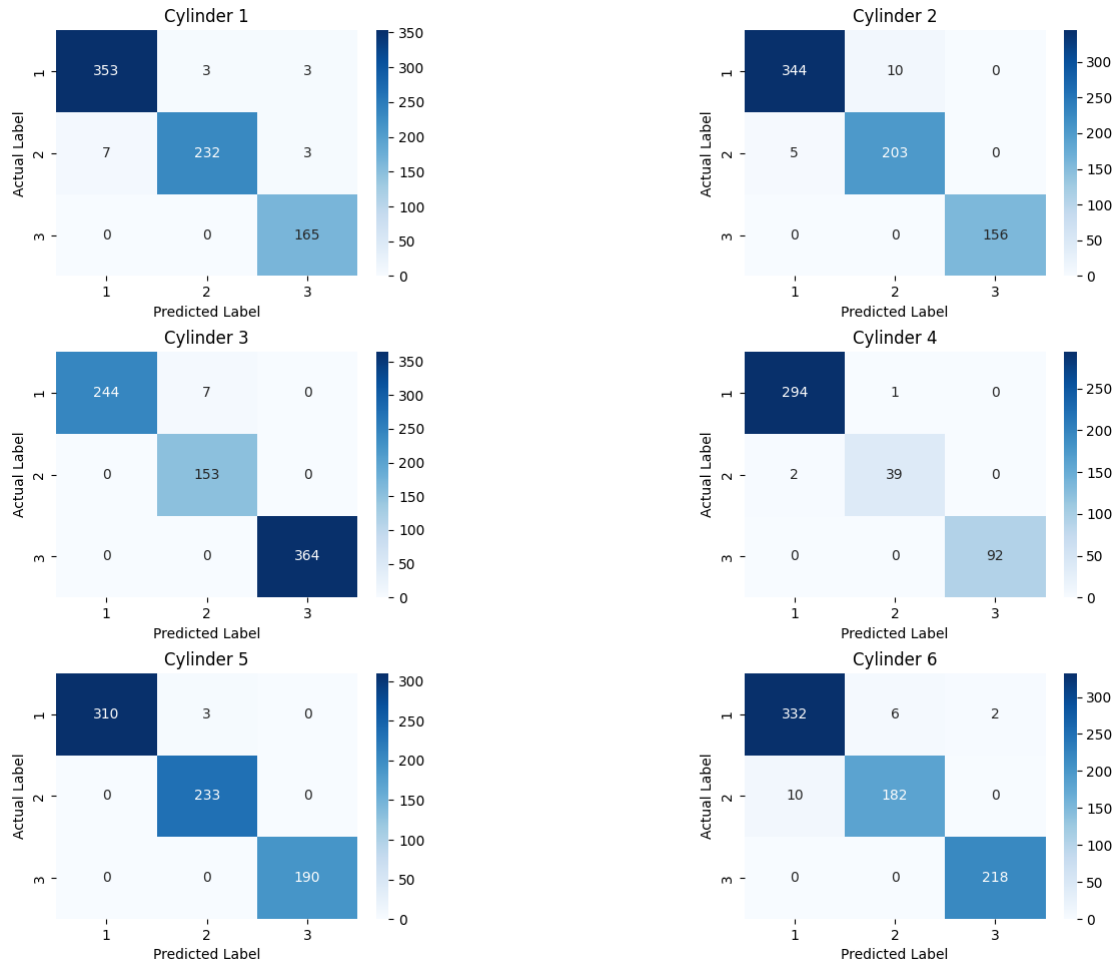 Cylinder 1
Actual Label
1
2
3
353 3 3
7 232 3
0 0 165
1 2 3
Predicted Label
350
300
250
200
150
100
50
0
Cylinder 2
Actual Label
1
2
3
344 10 0
5 203 0
0 0 156
1 2 3
Predicted Label
300
250
200
150
100
50
0
Cylinder 3
Actual Label
1
2
3
244 7 0
0 153 0
0 0 364
1 2 3
Predicted Label
350
300
250
200
150
100
50
0
Cylinder 4
Actual Label
1
2
3
294 1 0
2 39 0
0 0 92
1 2 3
Predicted Label
250
200
150
100
50
0
Cylinder 5
Actual Label
1
2
3
310 3 0
0 233 0
0 0 190
1 2 3
Predicted Label
300
250
200
150
100
50
0
Cylinder 6
Actual Label
1
2
3
332 6 2
10 182 0
0 0 218
1 2 3
Predicted Label
300
250
200
150
100
50
0